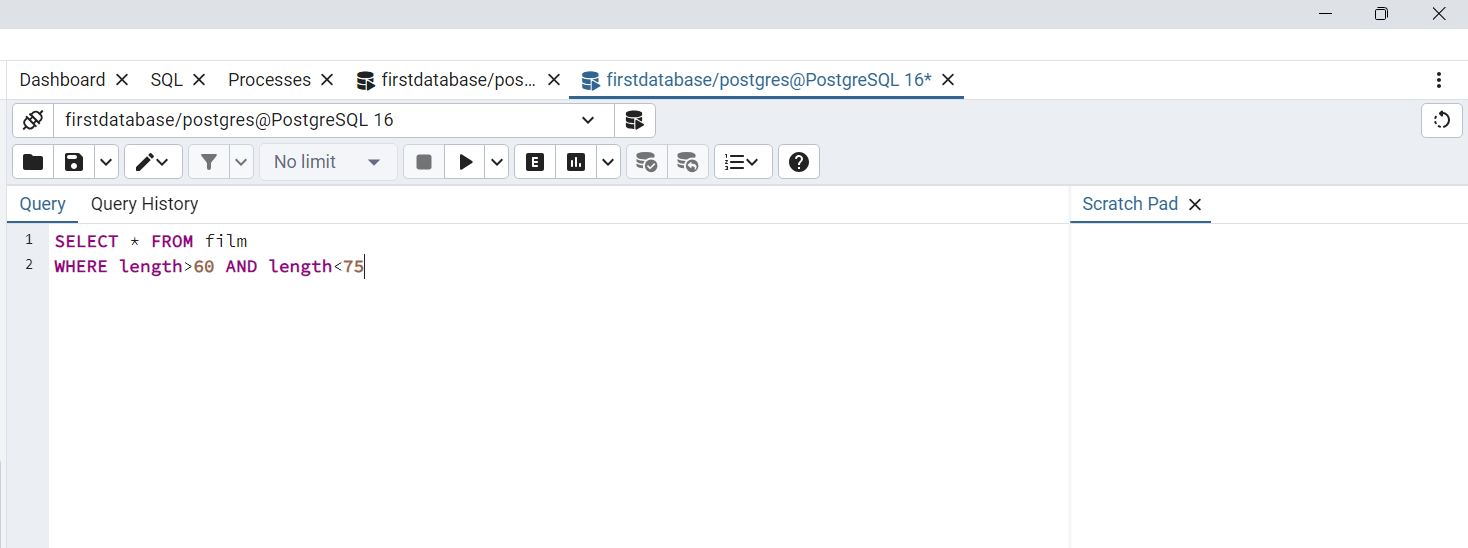 Dashboard SQL Processes firstdatabase/pos... firstdatabase/postgres@PostgreSQL 16*
firstdatabase/postgres@PostgreSQL 16
No limit E
Query Query History Scratch Pad
1 SELECT * FROM film
2 WHERE length>60 AND length<75